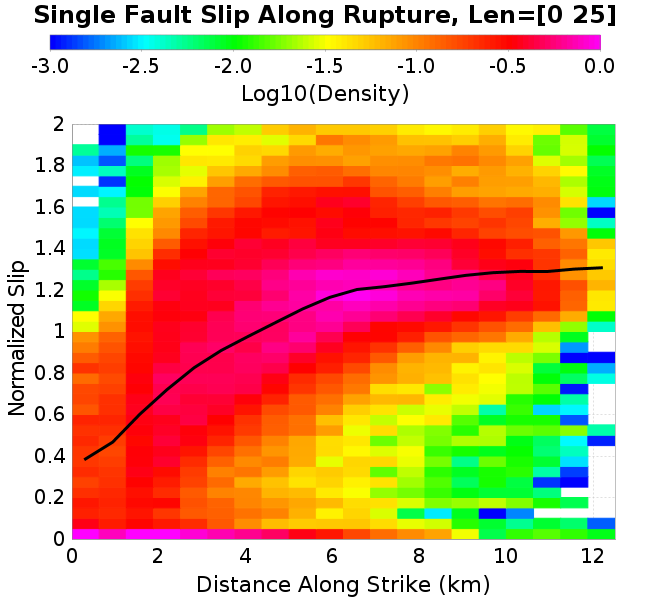 Single Fault Slip Along Rupture, Len=[0 25]
-3.0 -2.5 -2.0 -1.5 -1.0 -0.5 0.0
Log10(Density)
2
1.8
1.6
1.4
1.2
1
0.8
0.6
0.4
0.2
0
Normalized Slip
0 2 4 6 8 10 12
Distance Along Strike (km)